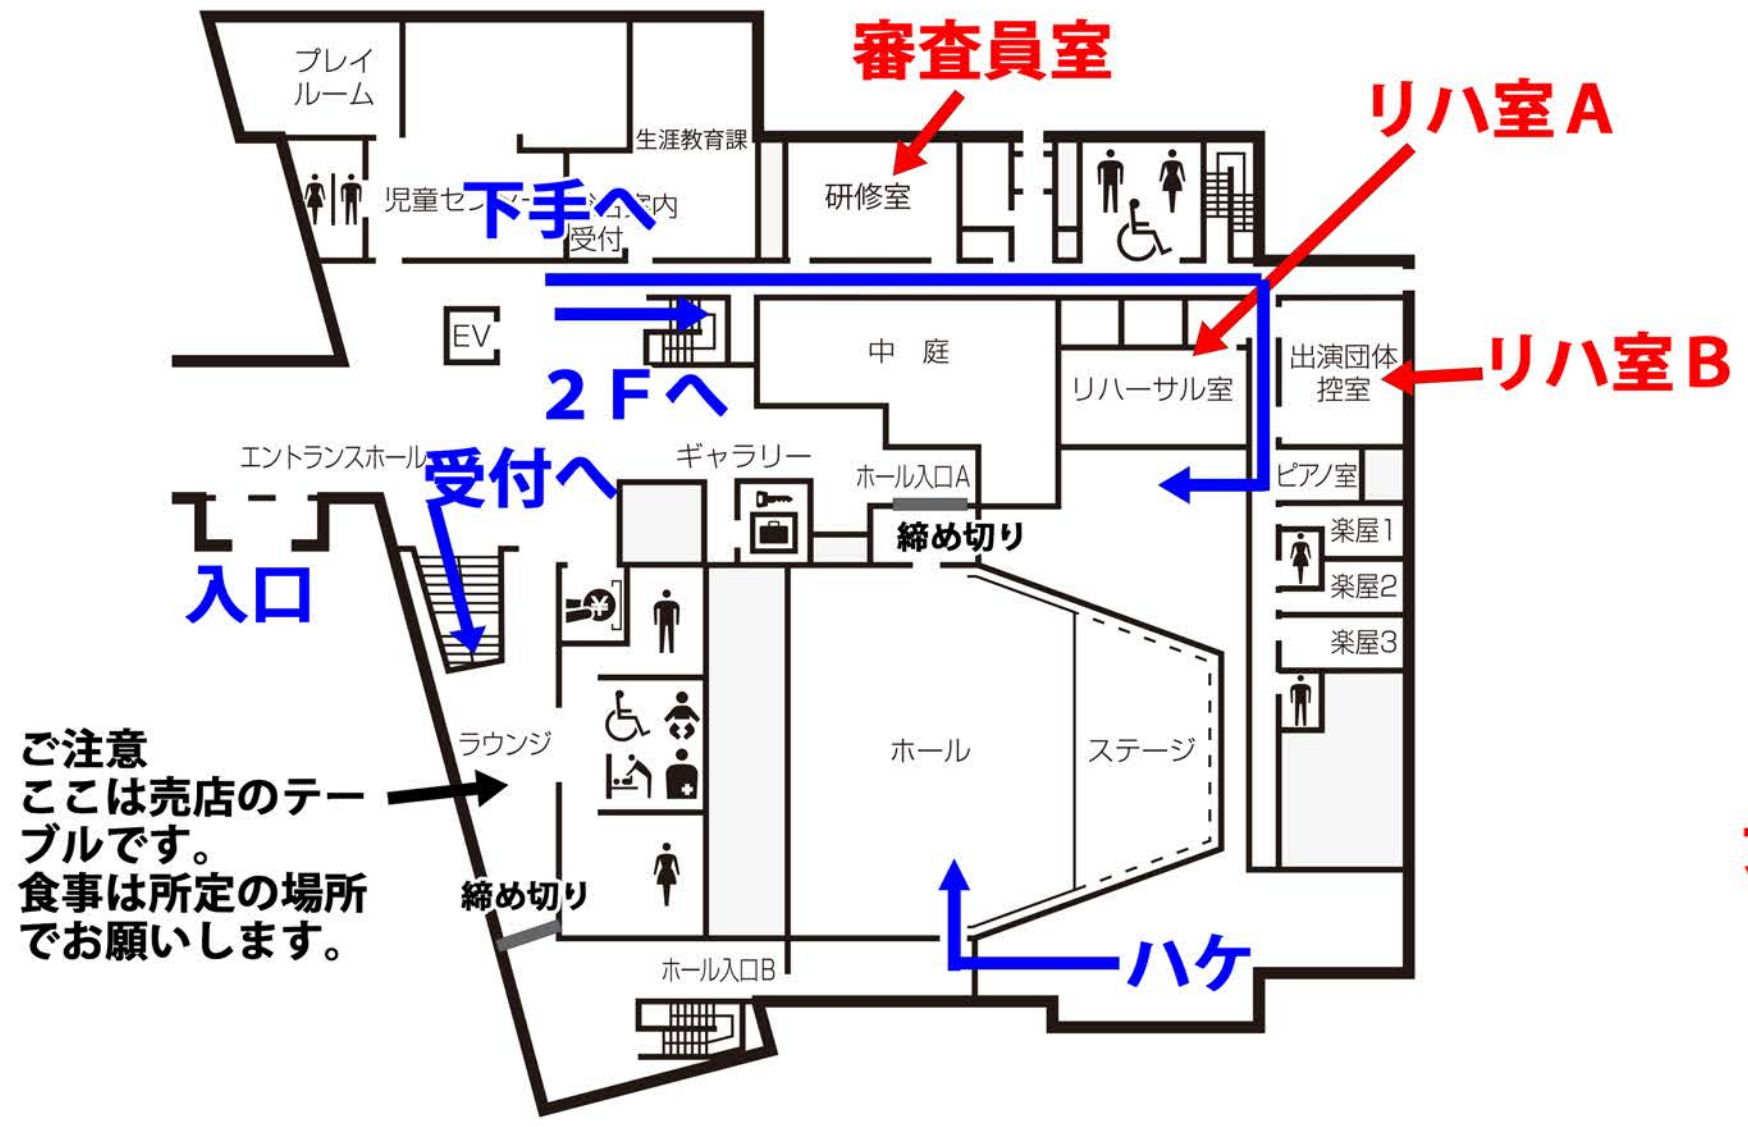 プレイ
ルーム
審査員室
リハ室A
生涯教育課
研修室
児童セン
下手へ
案内
受付
EV
2Fへ
中 庭
リハーサル室
出演団体
控室
リハ室B
エントランスホール
受付へ
ギャラリー
ホール入口A
締め切り
ピアノ室
楽屋1
楽屋2
楽屋3
入口
¥
ラウンジ
ホール
ステージ
ご注意
ここは売店のテー
ブルです。
食事は所定の場所
でお願いします。
締め切り
ホール入口B
ハケ